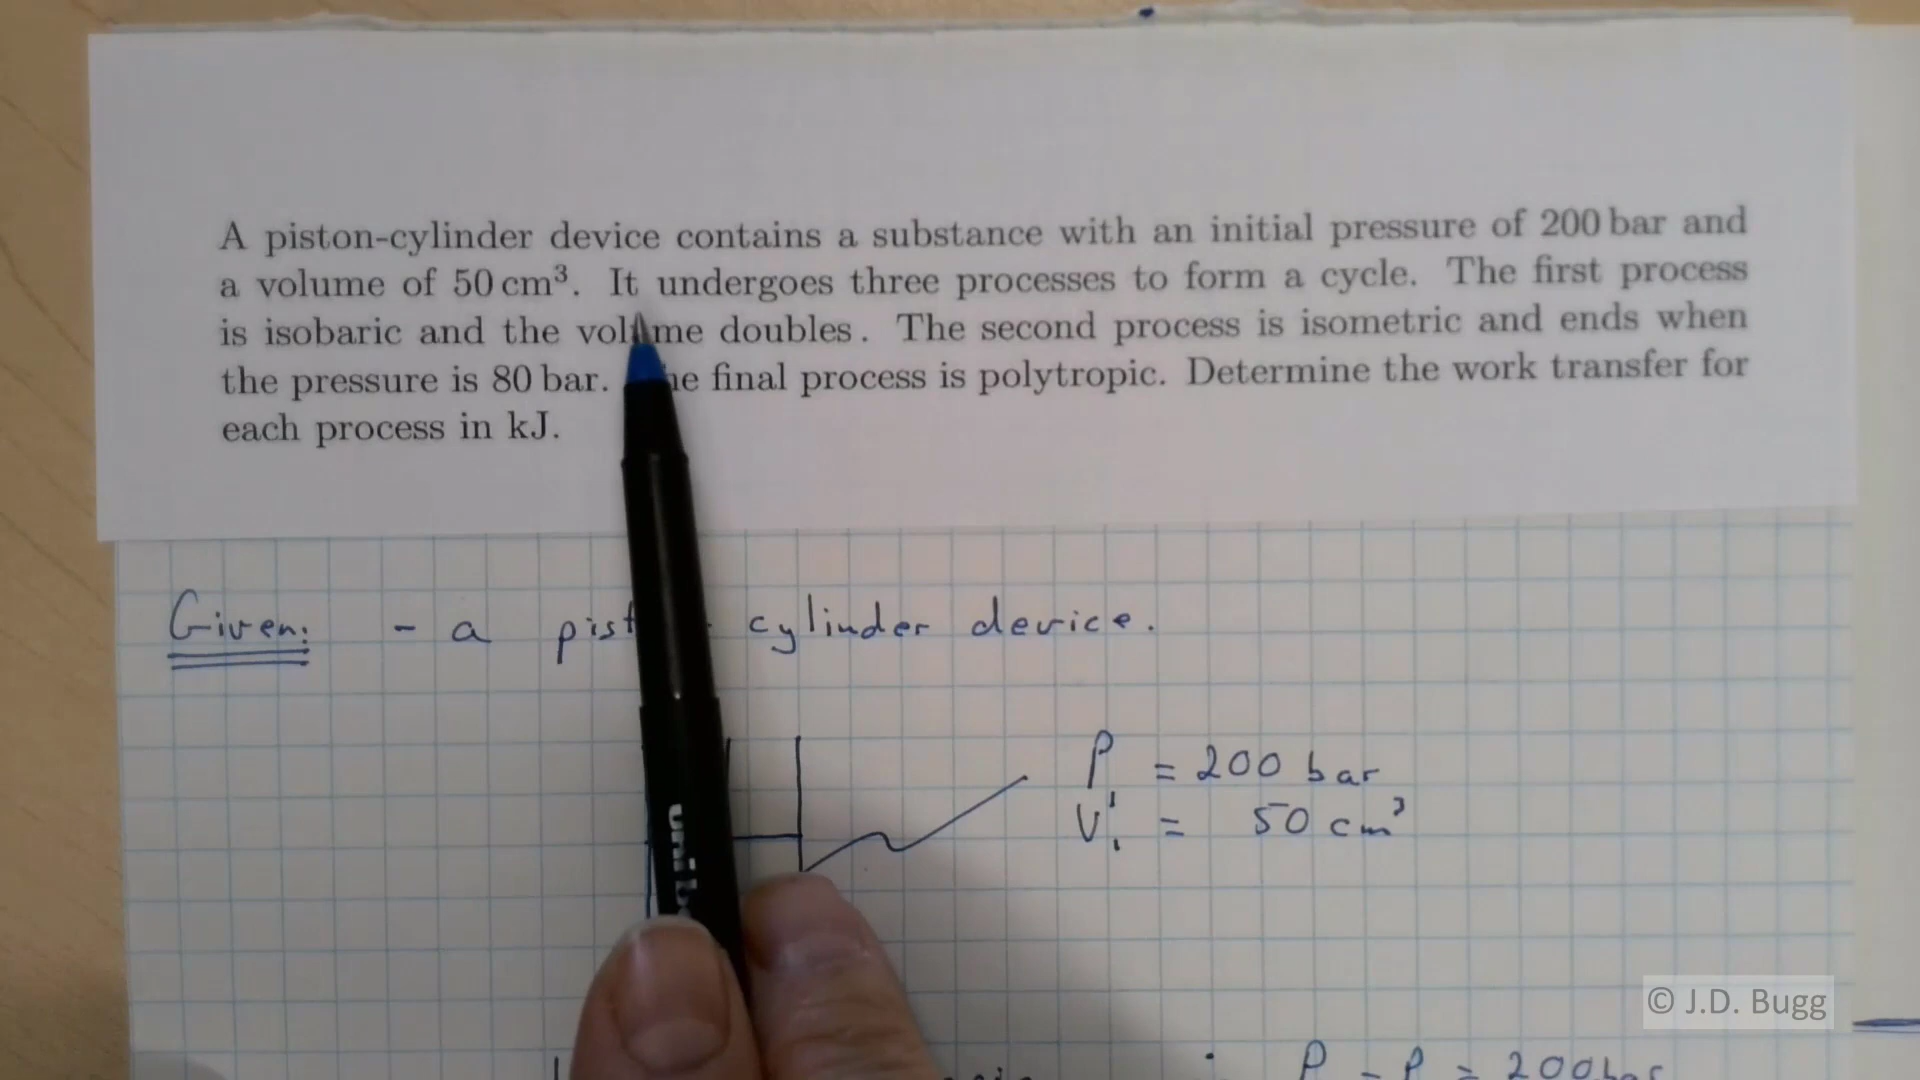 A piston-cylinder device contains a substance with an initial pressure of 200 bar and
a volume of 50 cm³. It undergoes three processes to form a cycle. The first process
is isobaric and the volume doubles. The second process is isometric and ends when
the pressure is 80 bar. The final process is polytropic. Determine the work transfer for
each process in kJ.
Given: - a pist cylinder device.
P₁ = 200 bar
V₁ = 50 cm³
unib
© J.D. Bugg
P = P = 200bar